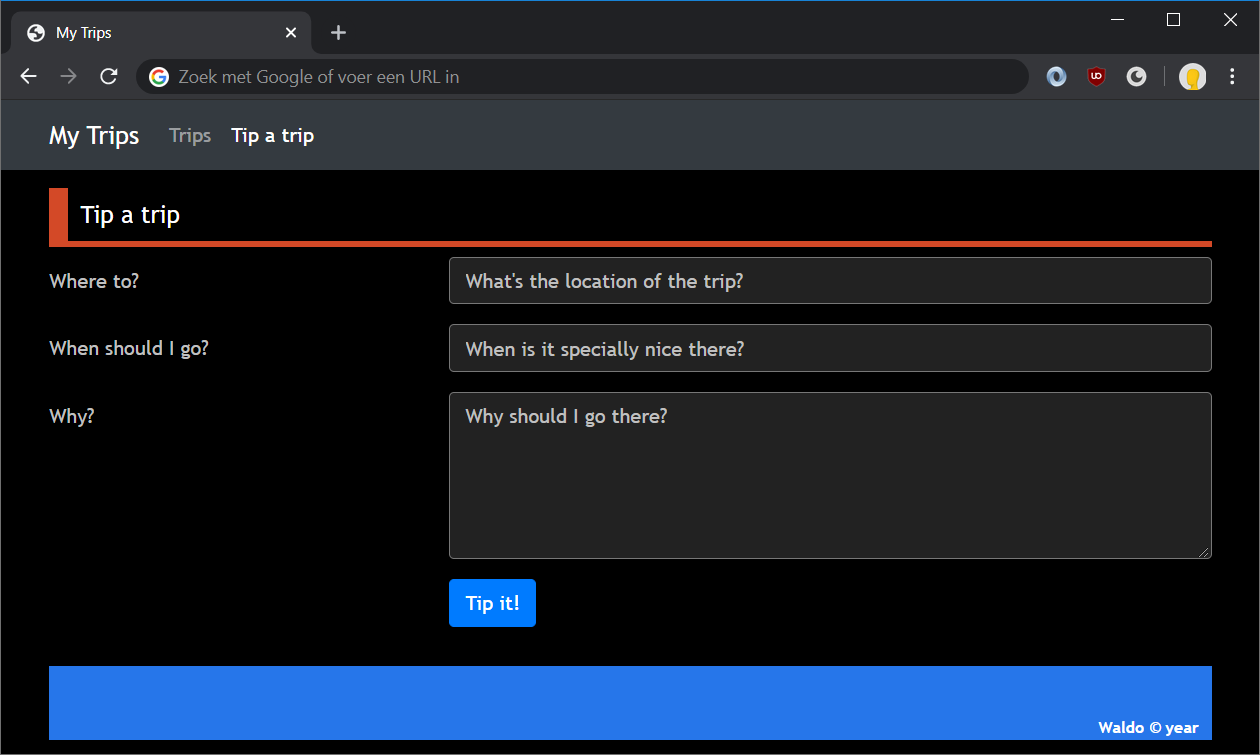 My Trips
Zoek met Google of voer een URL in
UO
My Trips Trips Tip a trip
Tip a trip
Where to? What's the location of the trip?
When should I go? When is it specially nice there?
Why? Why should I go there?
Tip it!
Waldo © year